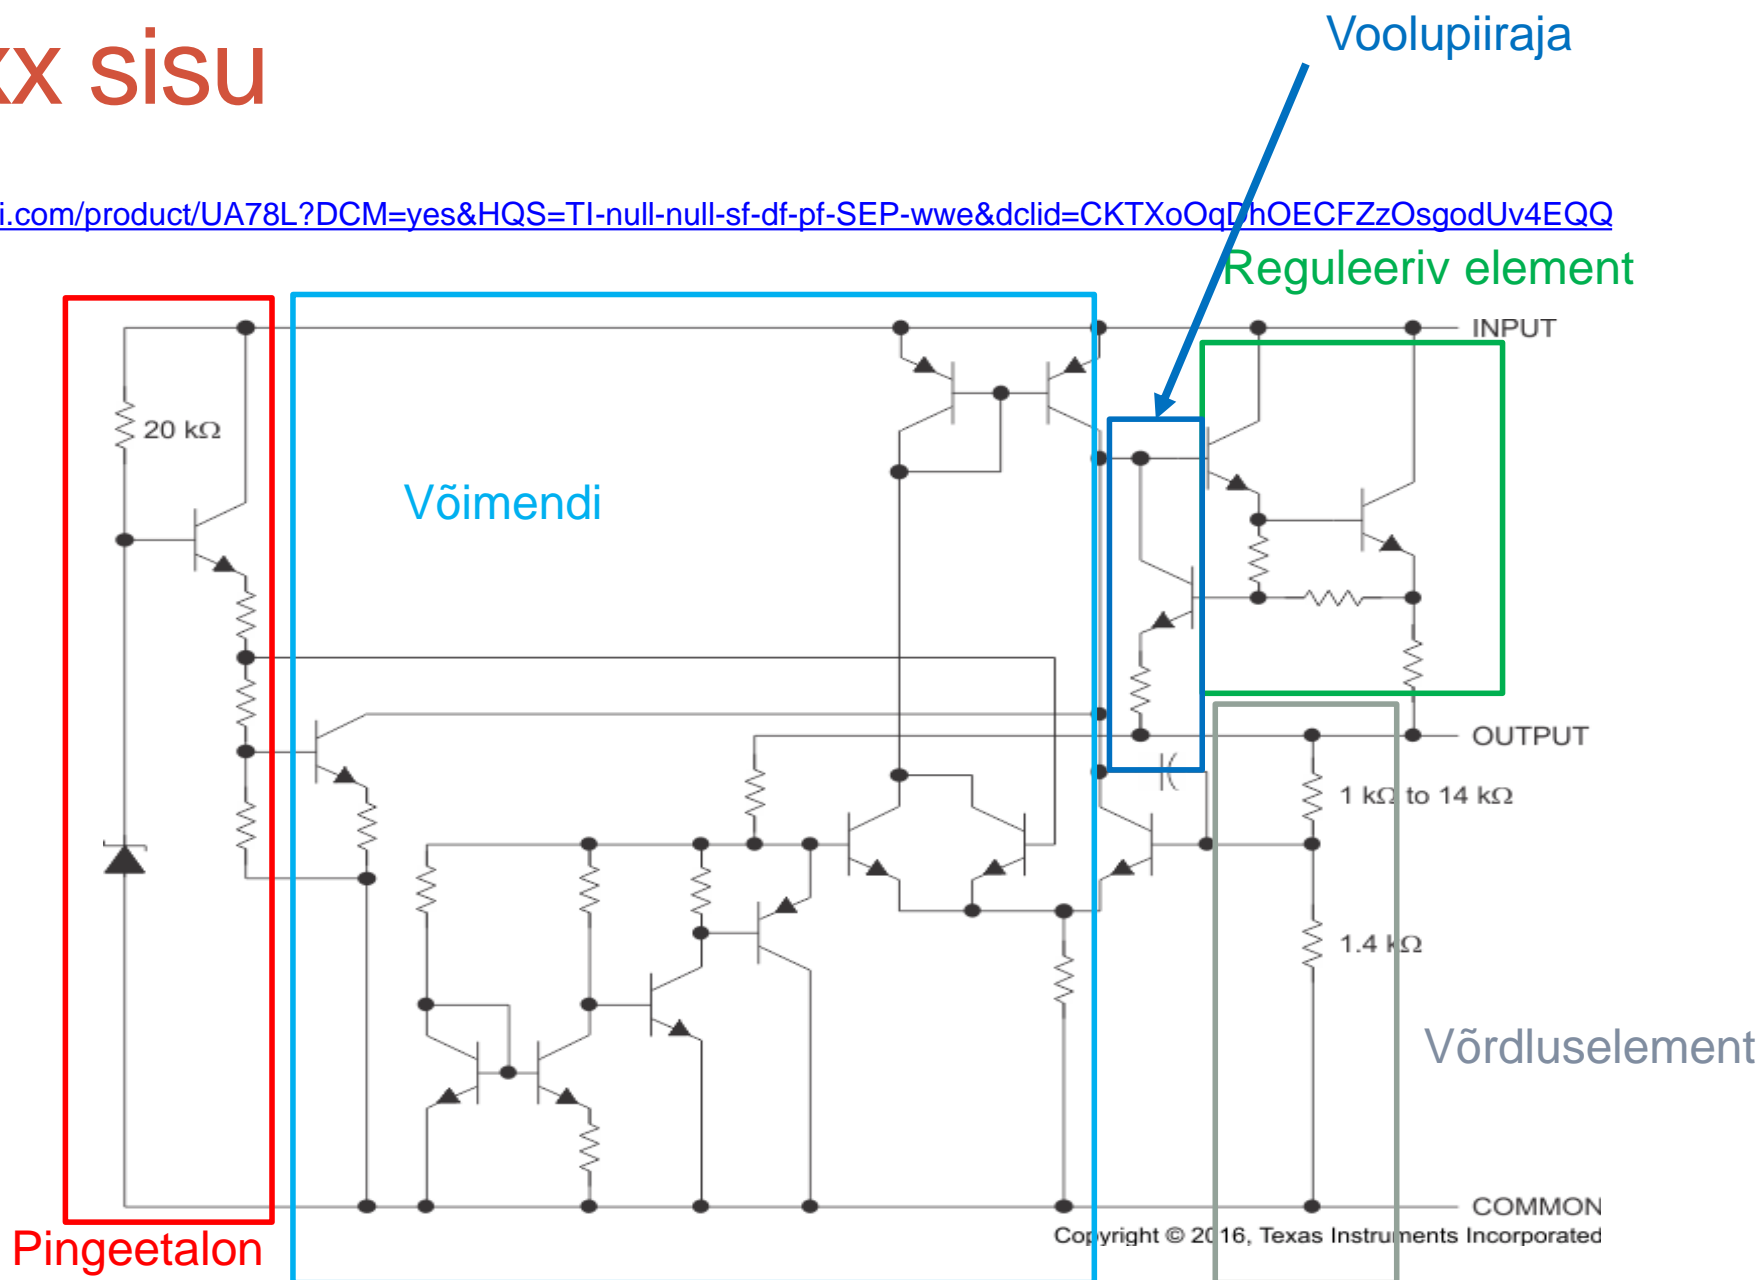 Voolupiiraja
xx sisu
i.com/product/UA78L?DCM=yes&HQS=TI-null-null-sf-df-pf-SEP-wwe&dclid=CKTXoOqDhOECFZzOsgodUv4EQQ
Reguleeriv element
INPUT
20 kΩ
Võimendi
OUTPUT
1 kΩ to 14 kΩ
1.4 kΩ
Võrdluselement
COMMON
Copyright © 2016, Texas Instruments Incorporated
Pingeetalon